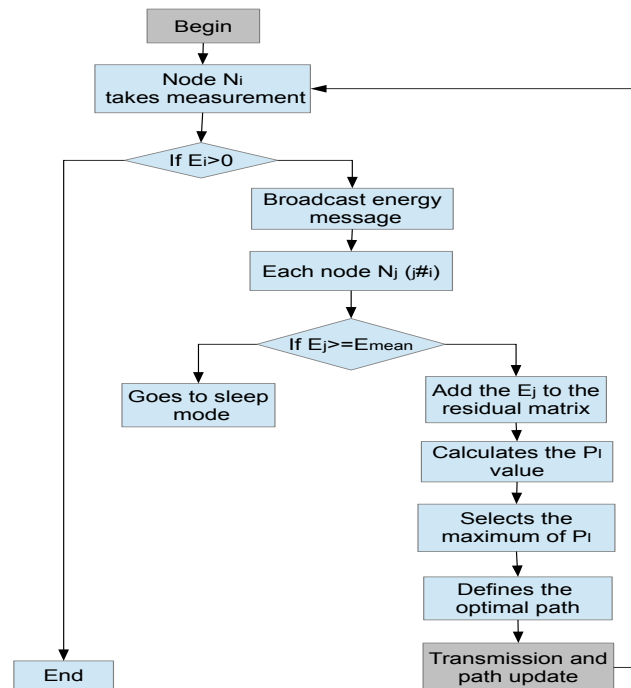 Begin
Node Ni
takes measurement
If Ei>0
Broadcast energy
message
Each node Nj (j#i)
If Ej>=Emean
Goes to sleep
mode
Add the Ej to the
residual matrix
Calculates the Pl
value
Selects the
maximum of Pl
Defines the
optimal path
Transmission and
path update
End